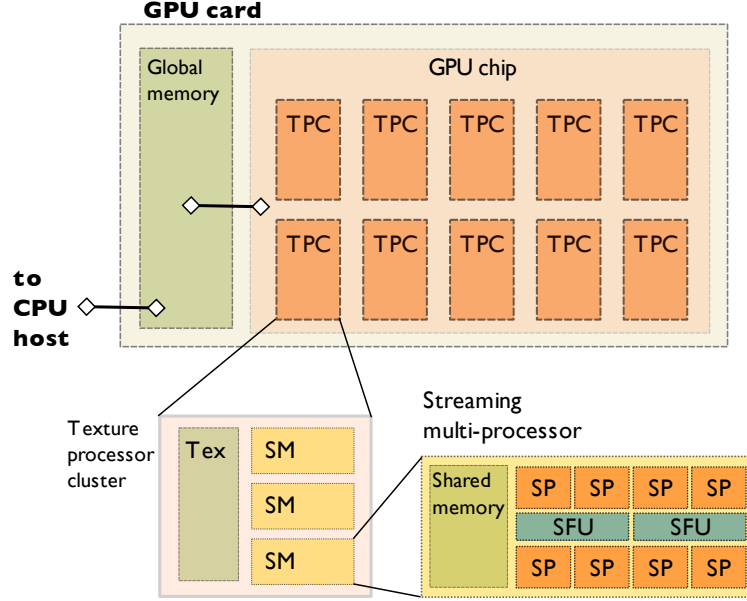 GPU card
Global
memory
GPU chip
TPC TPC TPC TPC TPC
TPC TPC TPC TPC TPC
to
CPU
host
Texture
processor
cluster
Tex
SM
SM
SM
Streaming
multi-processor
Shared
memory
SP SP SP SP
SFU SFU
SP SP SP SP